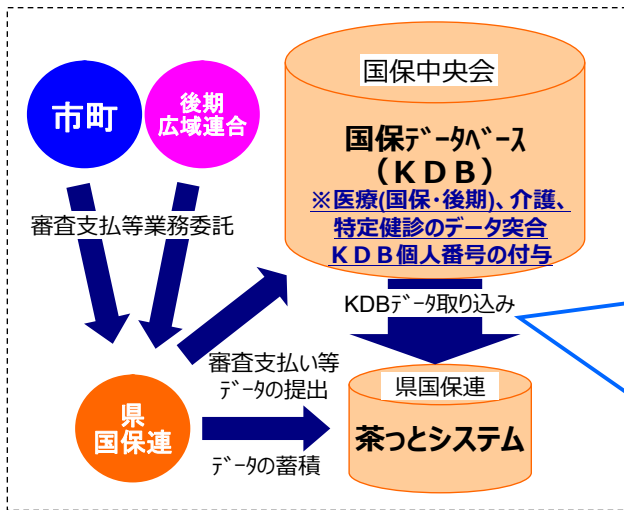 市町
後期
広域連合
国保中央会
国保ﾃﾞｰﾀﾍﾞｰｽ
（ＫＤＢ）
※医療(国保･後期)、介護、
特定健診のデータ突合
ＫＤＢ個人番号の付与
審査支払等業務委託
KDBﾃﾞｰﾀ取り込み
審査支払い等
ﾃﾞｰﾀの提出
県
国保連
ﾃﾞｰﾀの蓄積
県国保連
茶っとシステム